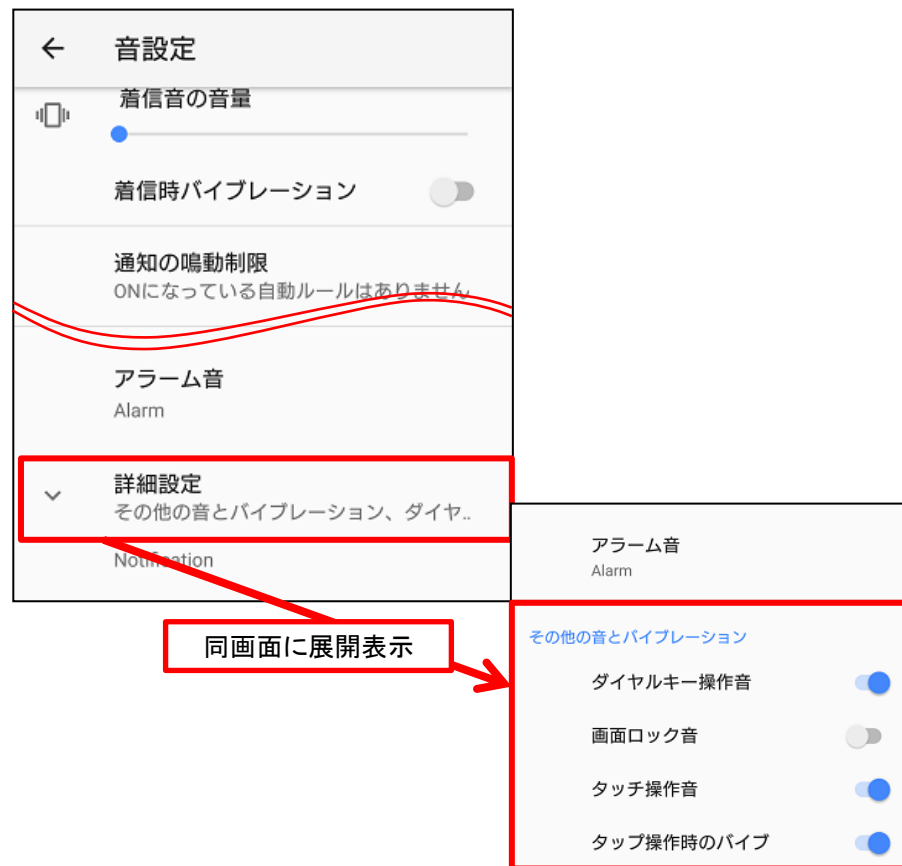 音設定
着信音の音量
着信時バイブレーション
通知の鳴動制限
ONになっている自動ルールはありません
アラーム音
Alarm
詳細設定
その他の音とバイブレーション、ダイヤ..
Notification
同画面に展開表示
アラーム音
Alarm
その他の音とバイブレーション
ダイヤルキー操作音
画面ロック音
タッチ操作音
タップ操作時のバイブ